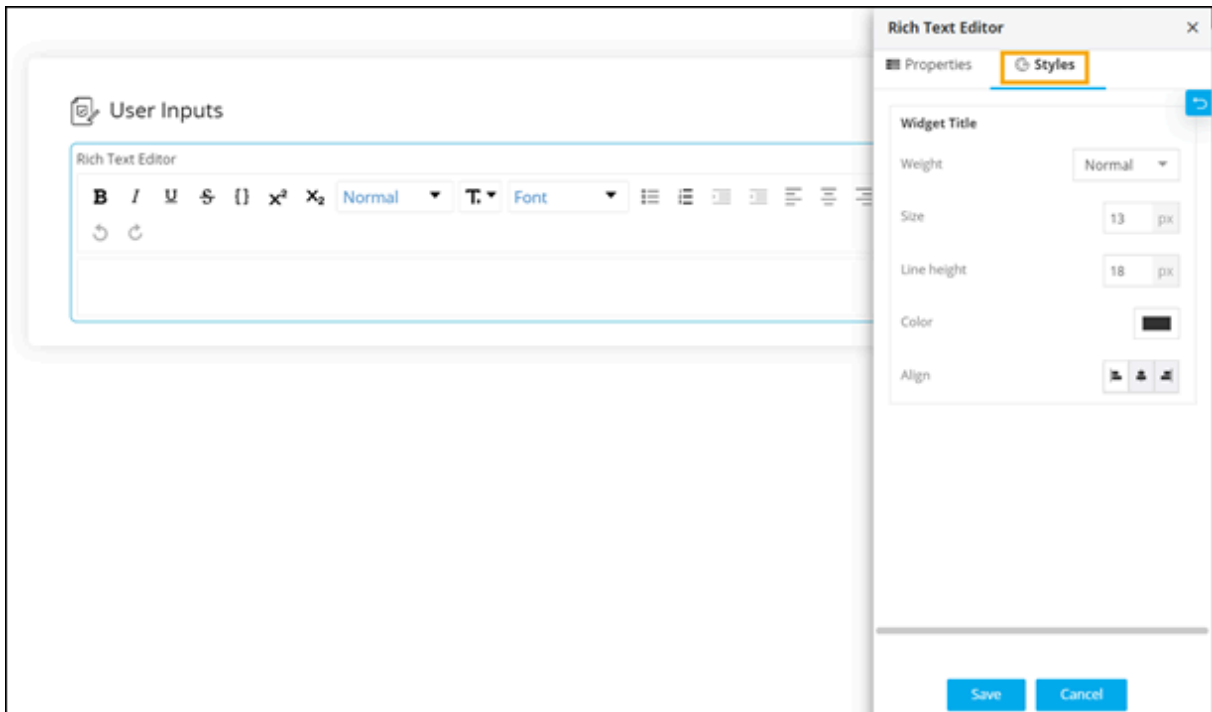 Rich Text Editor
Properties
Styles
User Inputs
Widget Title
Rich Text Editor
Weight
Normal
B I U S {} x² X₂ Normal T. Font
Size
13 px
Line height
18 px
Color
Align
Save
Cancel